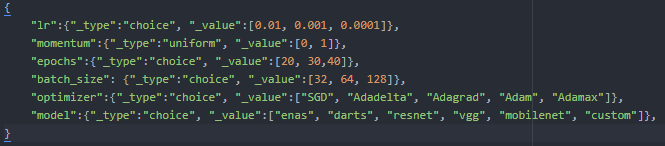 {
"lr":{"_type":"choice", "_value":[0.01, 0.001, 0.0001]},
"momentum":{"_type":"uniform", "_value":[0, 1]},
"epochs":{"_type":"choice", "_value":[20, 30,40]},
"batch_size": {"_type":"choice", "_value":[32, 64, 128]},
"optimizer":{"_type":"choice", "_value":["SGD", "Adadelta", "Adagrad", "Adam", "Adamax"]},
"model":{"_type":"choice", "_value":["enas", "darts", "resnet", "vgg", "mobilenet", "custom"]},
}